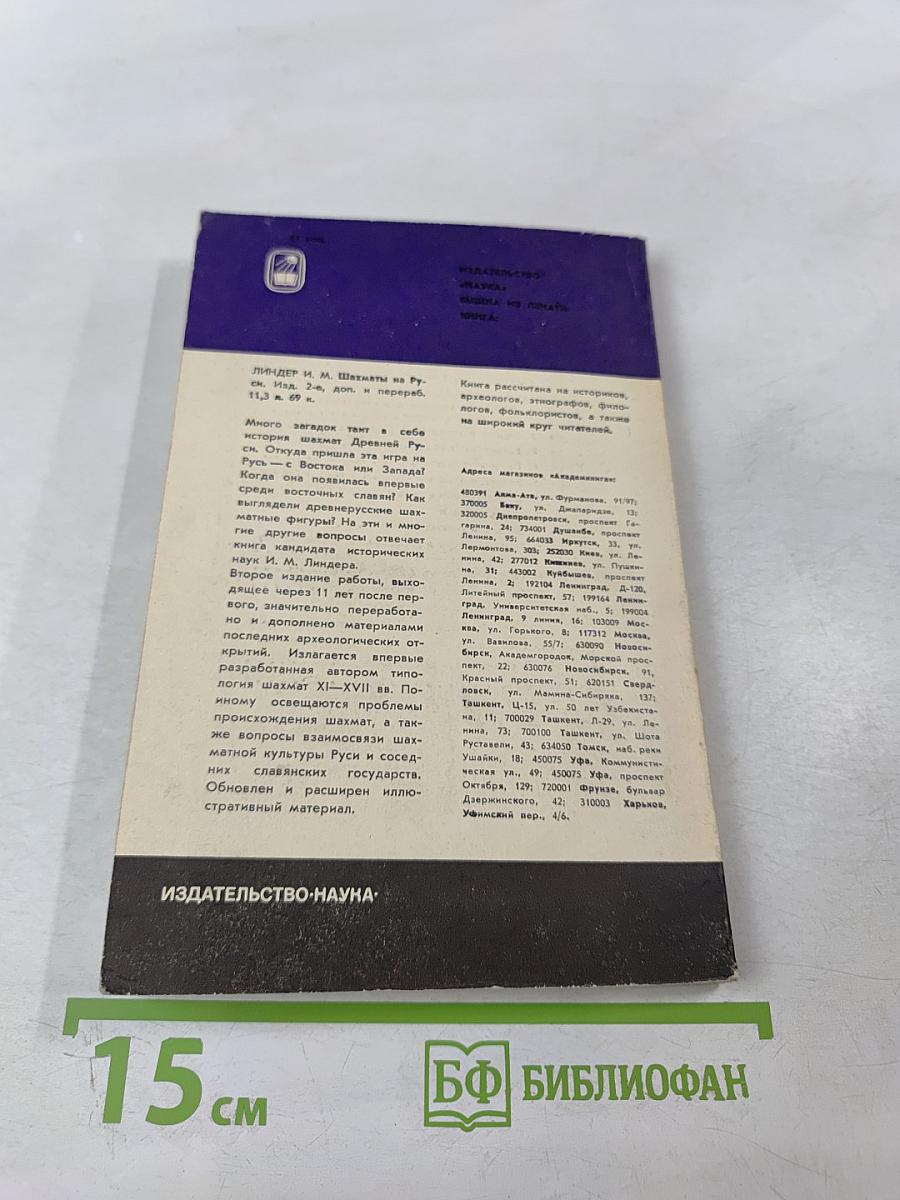 ИЗДАТЕЛЬСТВО
«НАУКА»
ВЫШЛА ИЗ ПЕЧАТИ
КНИГА:
ЛИНДЕР И. М. Шахматы на Ру-
си. Изд. 2-е, доп. и перераб.
11,3 л. 69 к.
Много загадок таит в себе
история шахмат Древней Ру-
си. Откуда пришла эта игра на
Русь — с Востока или Запада?
Когда она появилась впервые
среди восточных славян? Как
выглядели древнерусские шах-
матные фигуры? На эти и мно-
гие другие вопросы отвечает
книга кандидата исторических
наук И. М. Линдера.
Второе издание работы, выхо-
дящее через 11 лет после пер-
вого, значительно переработа-
но и дополнено материалами
последних археологических от-
крытий. Излагается впервые
разработанная автором типо-
логия шахмат XI—XVII вв. По-
иному освещаются проблемы
происхождения шахмат, а так-
же вопросы взаимосвязи шах-
матной культуры Руси и сосед-
них славянских государств.
Обновлен и расширен иллю-
стративный материал.
Книга рассчитана на историков,
археологов, этнографов, фило-
логов, фольклористов, а также
на широкий круг читателей.
Адреса магазинов «Академкнига»:
480391 Алма-Ата, ул. Фурманова, 91/97;
370005 Баку, ул. Джапаридзе, 13;
320005 Днепропетровск, проспект Га-
гарина, 24; 734001 Душанбе, проспект
Ленина, 95; 664033 Иркутск, 33, ул.
Лермонтова, 303; 252030 Киев, ул. Ле-
нина, 42; 277012 Кишинев, ул. Пушки-
на, 31; 443002 Куйбышев, проспект
Ленина, 2; 192104 Ленинград, Д-120,
Литейный проспект, 57; 199164 Ленин-
град, Университетская наб., 5; 199004
Ленинград, 9 линия, 16; 103009 Мос-
ква, ул. Горького, 8; 117312 Москва,
ул. Вавилова, 55/7; 630090 Новоси-
бирск, Академгородок, Морской прос-
пект, 22; 630076 Новосибирск, 91,
Красный проспект, 51; 620151 Сверд-
ловск, ул. Мамина-Сибиряка, 137;
Ташкент, Ц-15, ул. 50 лет Узбекиста-
на, 11; 700029 Ташкент, Л-29, ул. Ле-
нина, 73; 700100 Ташкент, ул. Шота
Руставели, 43; 634050 Томск, наб. реки
Ушайки, 18; 450075 Уфа, Коммунисти-
ческая ул., 49; 450075 Уфа, проспект
Октября, 129; 720001 Фрунзе, бульвар
Дзержинского, 42; 310003 Харьков,
Уфимский пер., 4/6.
ИЗДАТЕЛЬСТВО·НАУКА·
15 см
БФ БИБЛИОФАН